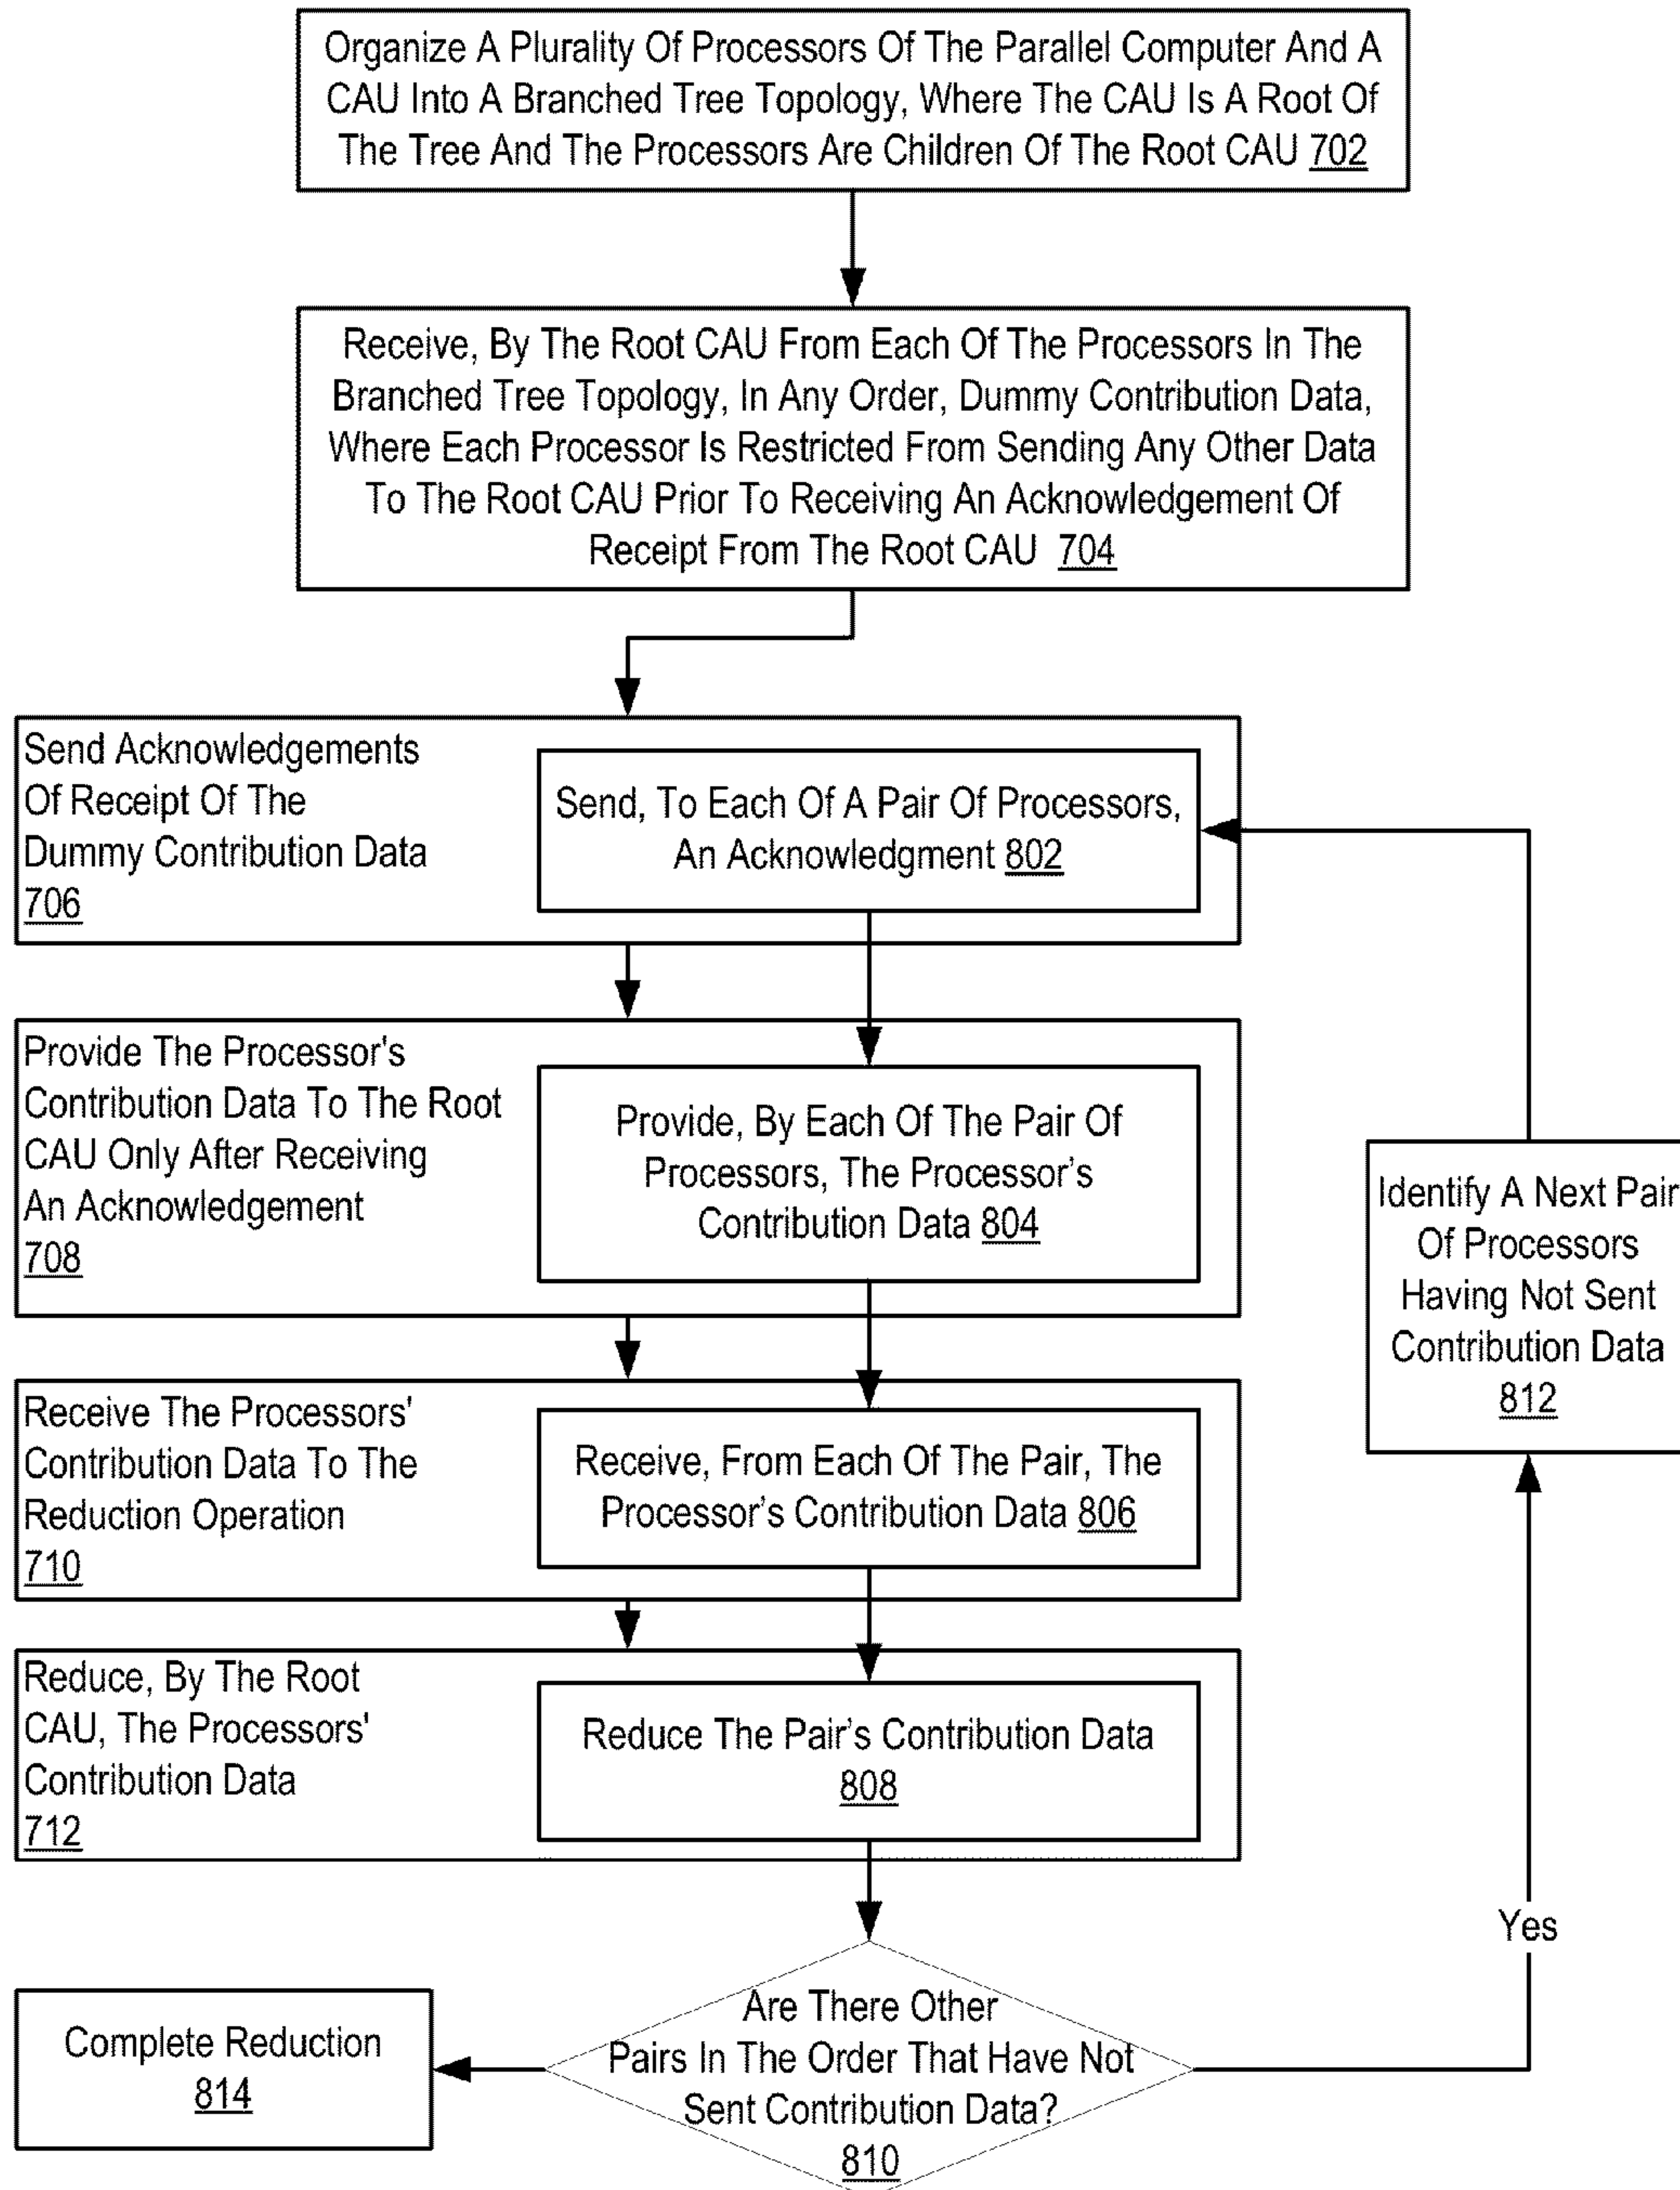 Organize A Plurality Of Processors Of The Parallel Computer And A
CAU Into A Branched Tree Topology, Where The CAU Is A Root Of
The Tree And The Processors Are Children Of The Root CAU 702
Receive, By The Root CAU From Each Of The Processors In The
Branched Tree Topology, In Any Order, Dummy Contribution Data,
Where Each Processor Is Restricted From Sending Any Other Data
To The Root CAU Prior To Receiving An Acknowledgement Of
Receipt From The Root CAU 704
Send Acknowledgements
Of Receipt Of The
Dummy Contribution Data
706
Send, To Each Of A Pair Of Processors,
An Acknowledgment 802
Provide The Processor's
Contribution Data To The Root
CAU Only After Receiving
An Acknowledgement
708
Provide, By Each Of The Pair Of
Processors, The Processor's
Contribution Data 804
Identify A Next Pair
Of Processors
Having Not Sent
Contribution Data
812
Receive The Processors'
Contribution Data To The
Reduction Operation
710
Receive, From Each Of The Pair, The
Processor's Contribution Data 806
Reduce, By The Root
CAU, The Processors'
Contribution Data
712
Reduce The Pair's Contribution Data
808
Yes
Are There Other
Pairs In The Order That Have Not
Sent Contribution Data?
810
Complete Reduction
814